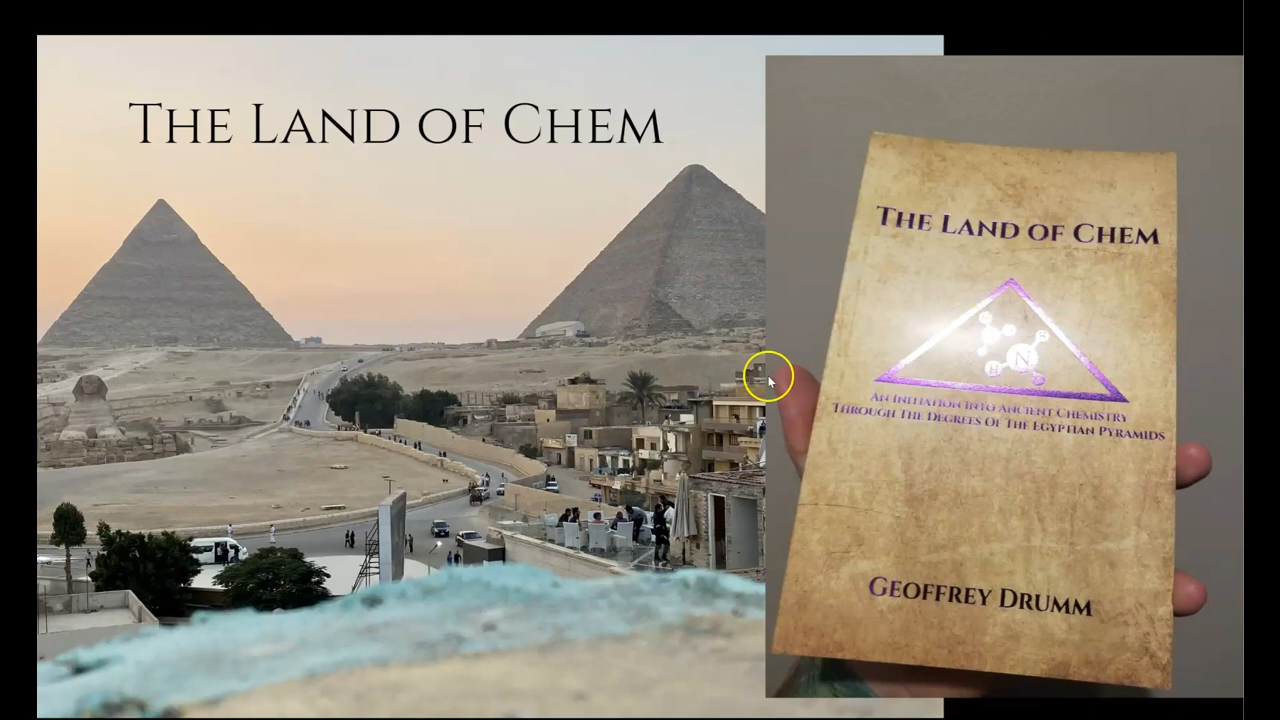 The Land of Chem
The Land of Chem
N
H
An Initiation Into Ancient Chemistry
Through The Degrees Of The Egyptian Pyramids
Geoffrey Drumm